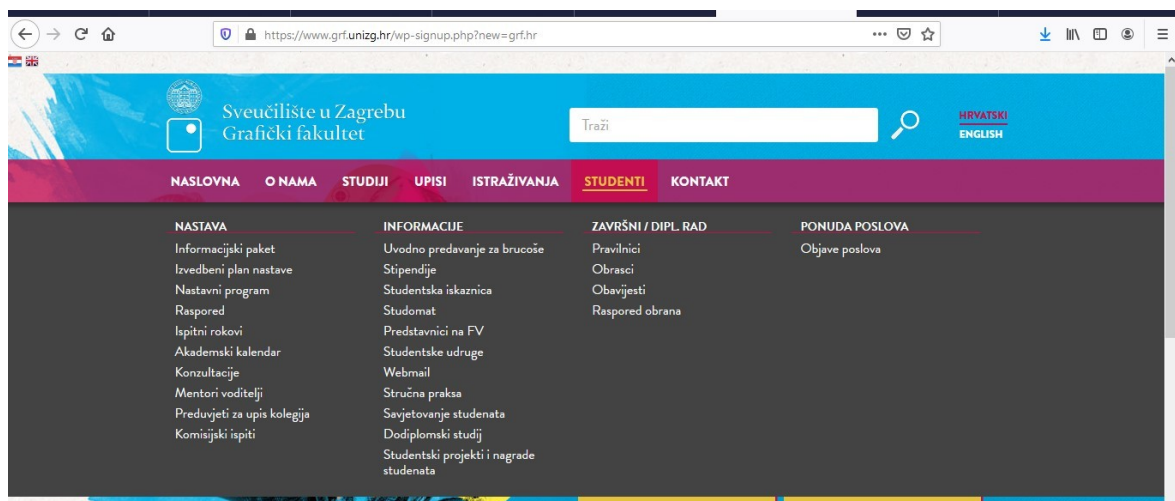 https://www.grf.unizg.hr/wp-signup.php?new=grf.hr
Sveučilište u Zagrebu
Grafički fakultet
Traži
HRVATSKI
ENGLISH
NASLOVNA O NAMA STUDIJI UPISI ISTRAŽIVANJA STUDENTI KONTAKT
NASTAVA
Informacijski paket
Izvedbeni plan nastave
Nastavni program
Raspored
Ispitni rokovi
Akademski kalendar
Konzultacije
Mentori voditelji
Preduvjeti za upis kolegija
Komisijski ispiti
INFORMACIJE
Uvodno predavanje za brucoše
Stipendije
Studentska iskaznica
Studomat
Predstavnici na FV
Studentske udruge
Webmail
Stručna praksa
Savjetovanje studenata
Dodiplomski studij
Studentski projekti i nagrade
studenata
ZAVRŠNI / DIPL. RAD
Pravilnici
Obrasci
Obavijesti
Raspored obrana
PONUDA POSLOVA
Objave poslova